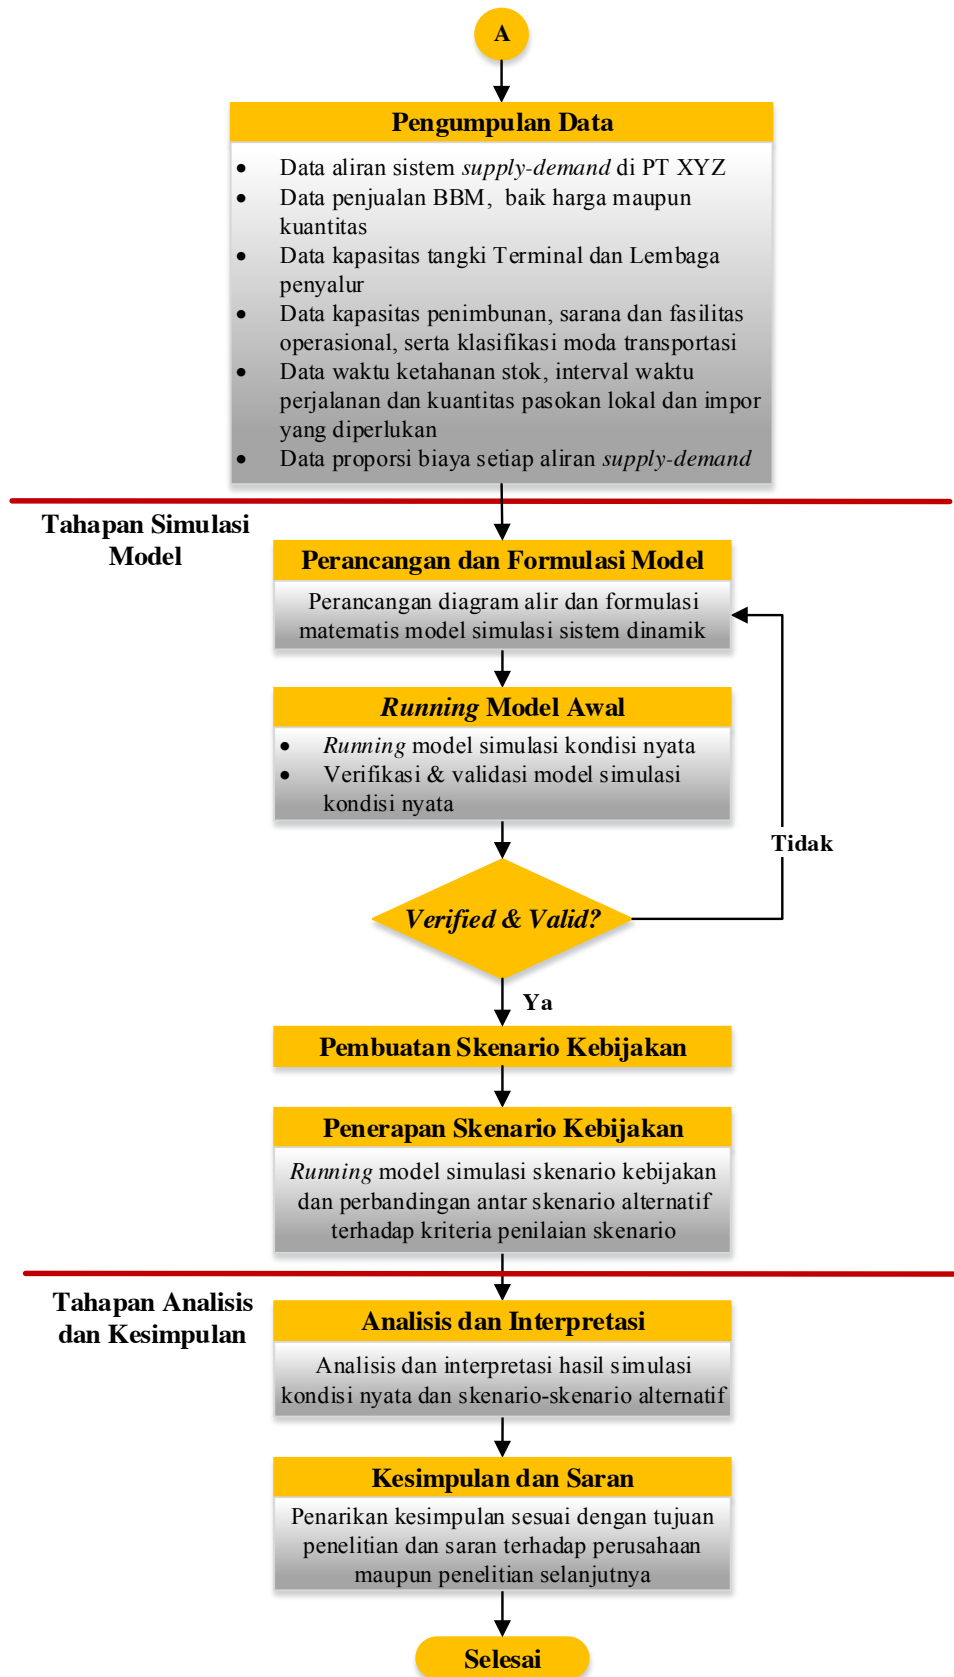 A
Pengumpulan Data
• Data aliran sistem supply-demand di PT XYZ
• Data penjualan BBM, baik harga maupun
kuantitas
• Data kapasitas tangki Terminal dan Lembaga
penyalur
• Data kapasitas penimbunan, sarana dan fasilitas
operasional, serta klasifikasi moda transportasi
• Data waktu ketahanan stok, interval waktu
perjalanan dan kuantitas pasokan lokal dan impor
yang diperlukan
• Data proporsi biaya setiap aliran supply-demand
Tahapan Simulasi
Model
Perancangan dan Formulasi Model
Perancangan diagram alir dan formulasi
matematis model simulasi sistem dinamik
Running Model Awal
• Running model simulasi kondisi nyata
• Verifikasi & validasi model simulasi
kondisi nyata
Tidak
Verified & Valid?
Ya
Pembuatan Skenario Kebijakan
Penerapan Skenario Kebijakan
Running model simulasi skenario kebijakan
dan perbandingan antar skenario alternatif
terhadap kriteria penilaian skenario
Tahapan Analisis
dan Kesimpulan
Analisis dan Interpretasi
Analisis dan interpretasi hasil simulasi
kondisi nyata dan skenario-skenario alternatif
Kesimpulan dan Saran
Penarikan kesimpulan sesuai dengan tujuan
penelitian dan saran terhadap perusahaan
maupun penelitian selanjutnya
Selesai